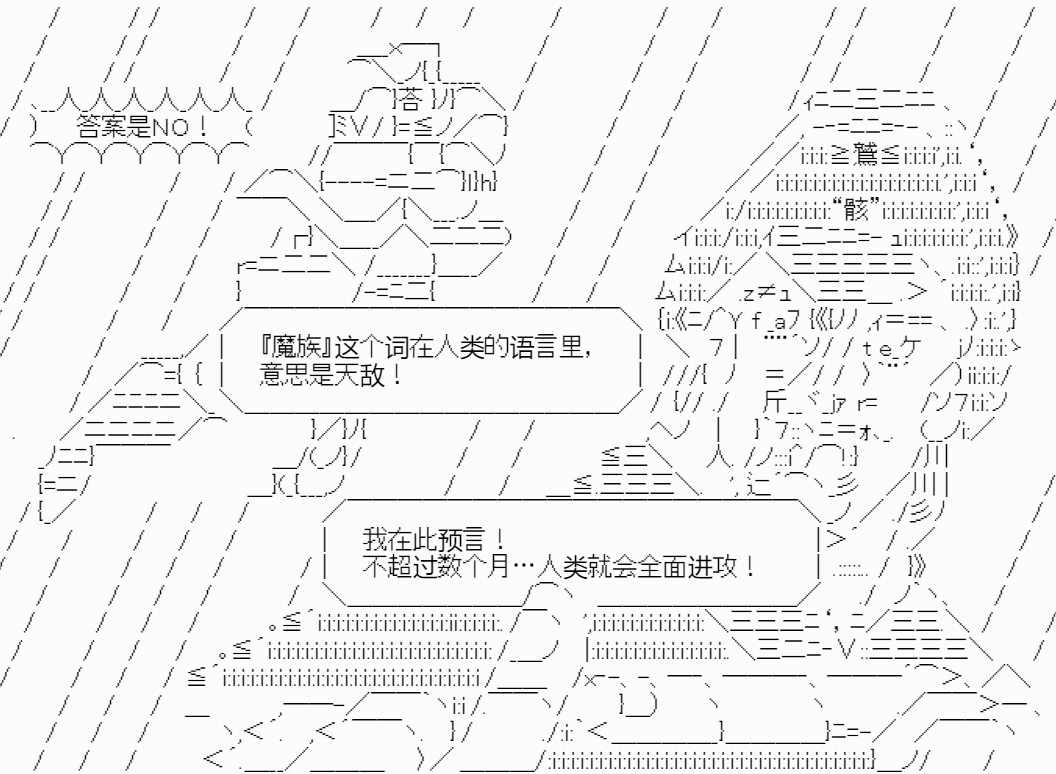 答案是NO！
『魔族』这个词在人类的语言里，
意思是天敌！
我在此预言！
不超过数个月…人类就会全面进攻！